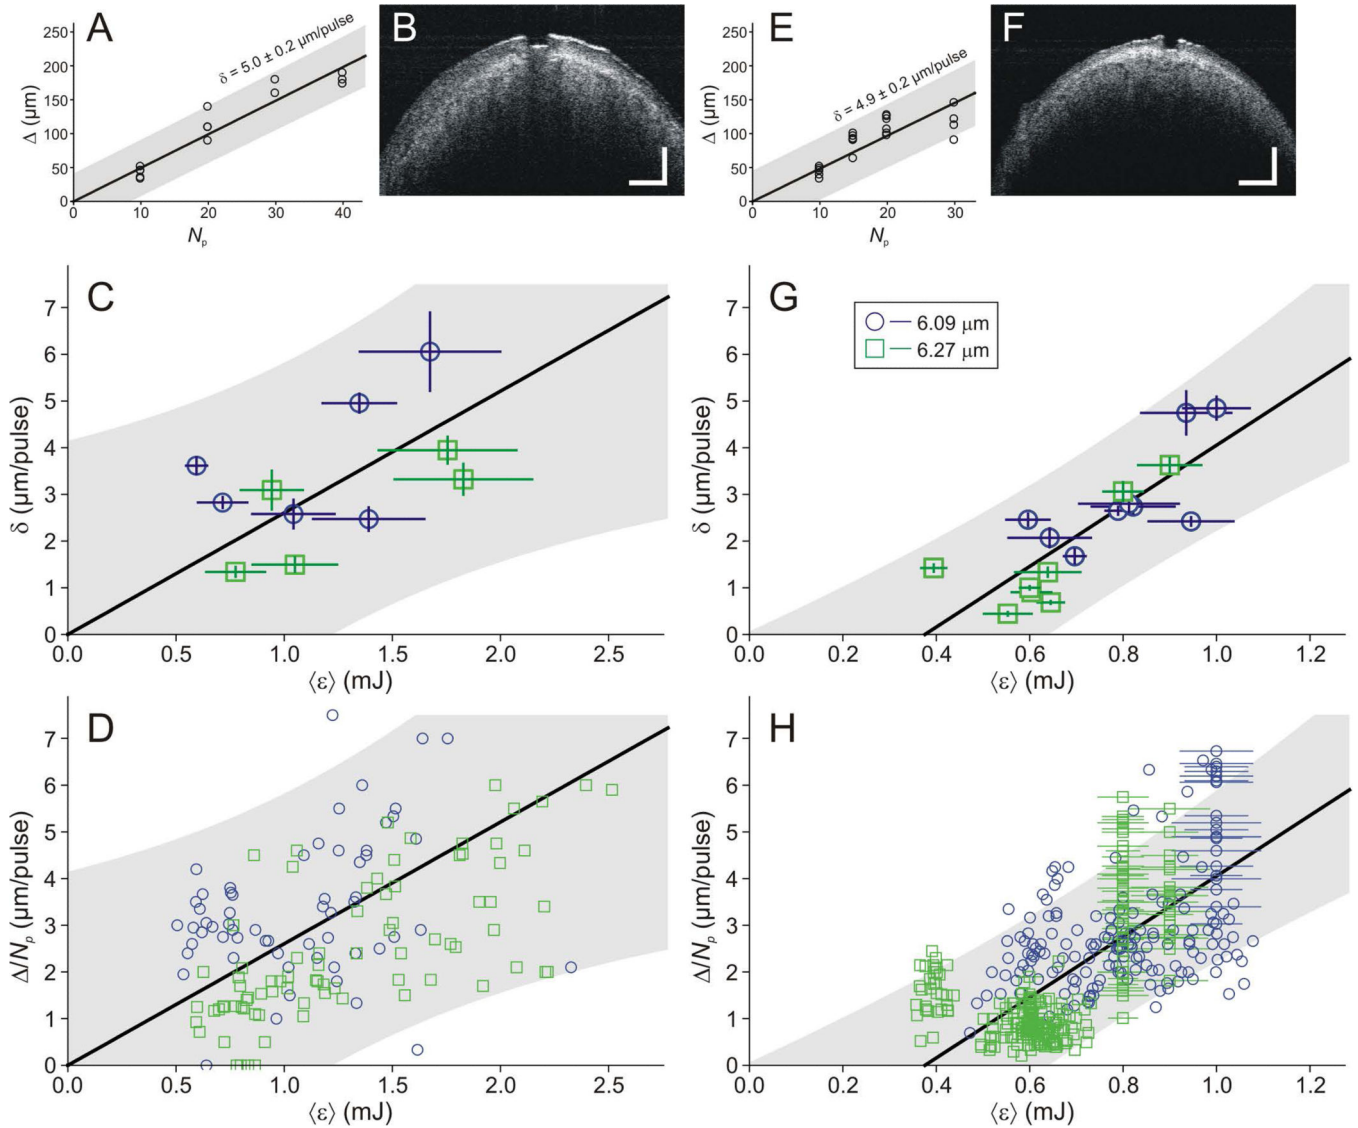 A
250
200
150
100
50
0
Δ (µm)
δ = 5.0 ± 0.2 µm/pulse
0 10 20 30 40
Np
B
E
250
200
150
100
50
0
Δ (µm)
δ = 4.9 ± 0.2 µm/pulse
0 10 20 30
Np
F
C
7
6
5
4
3
2
1
0
δ (µm/pulse)
0.0 0.5 1.0 1.5 2.0 2.5
⟨ε⟩ (mJ)
G
6.09 µm
6.27 µm
7
6
5
4
3
2
1
0
δ (µm/pulse)
0.0 0.2 0.4 0.6 0.8 1.0 1.2
⟨ε⟩ (mJ)
D
7
6
5
4
3
2
1
0
Δ/Np (µm/pulse)
0.0 0.5 1.0 1.5 2.0 2.5
⟨ε⟩ (mJ)
H
7
6
5
4
3
2
1
0
Δ/Np (µm/pulse)
0.0 0.2 0.4 0.6 0.8 1.0 1.2
⟨ε⟩ (mJ)